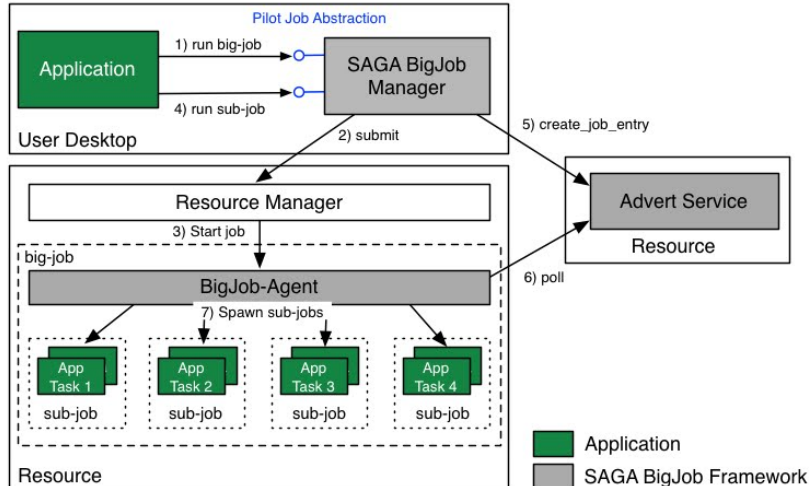 Pilot Job Abstraction
Application
1) run big-job
4) run sub-job
SAGA BigJob
Manager
User Desktop
2) submit
5) create_job_entry
Resource Manager
Advert Service
Resource
3) Start job
big-job
BigJob-Agent
6) poll
7) Spawn sub-jobs
App
Task 1
sub-job
App
Task 2
sub-job
App
Task 3
sub-job
App
Task 4
sub-job
Resource
Application
SAGA BigJob Framework